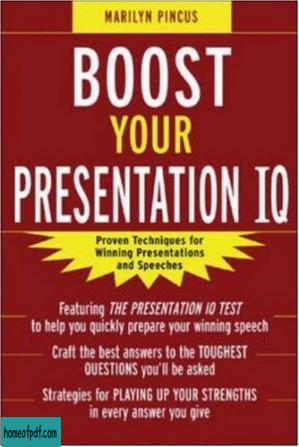 MARILYN PINCUS
BOOST
YOUR
PRESENTATION IQ
Proven Techniques for
Winning Presentations
and Speeches
Featuring THE PRESENTATION IQ TEST
to help you quickly prepare your winning speech
Craft the best answers to the TOUGHEST
QUESTIONS you'll be asked
Strategies for PLAYING UP YOUR STRENGTHS
in every answer you give
homeofpdf.com